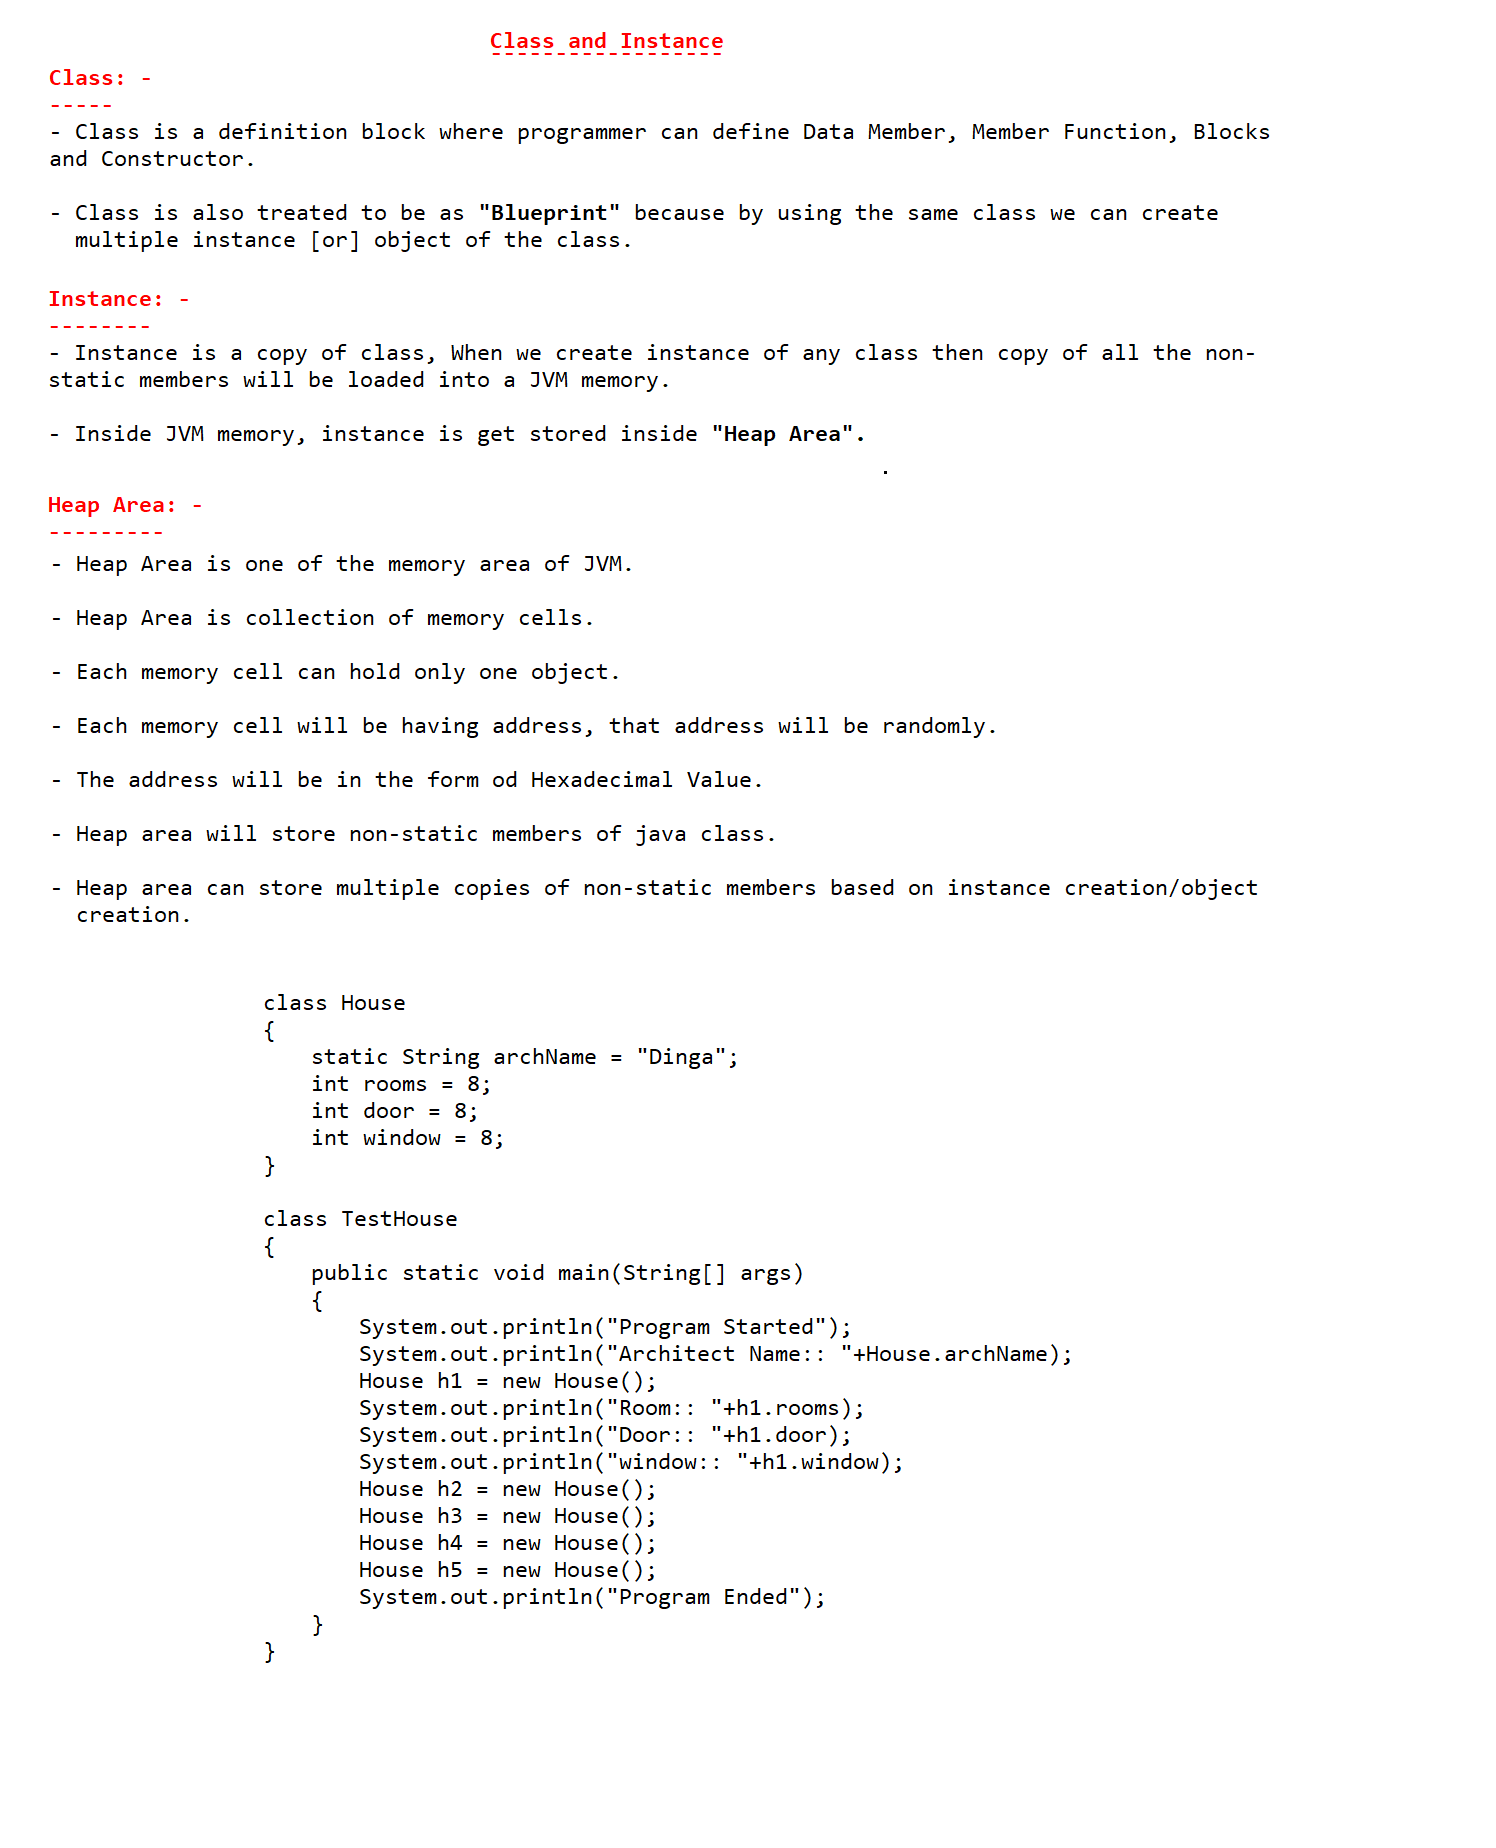 Class and Instance
------------------
Class: -
-----
- Class is a definition block where programmer can define Data Member, Member Function, Blocks
and Constructor.
- Class is also treated to be as "Blueprint" because by using the same class we can create
multiple instance [or] object of the class.
Instance: -
--------
- Instance is a copy of class, When we create instance of any class then copy of all the non-
static members will be loaded into a JVM memory.
- Inside JVM memory, instance is get stored inside "Heap Area".
.
Heap Area: -
---------
- Heap Area is one of the memory area of JVM.
- Heap Area is collection of memory cells.
- Each memory cell can hold only one object.
- Each memory cell will be having address, that address will be randomly.
- The address will be in the form od Hexadecimal Value.
- Heap area will store non-static members of java class.
- Heap area can store multiple copies of non-static members based on instance creation/object
creation.
class House
{
static String archName = "Dinga";
int rooms = 8;
int door = 8;
int window = 8;
}
class TestHouse
{
public static void main(String[] args)
{
System.out.println("Program Started");
System.out.println("Architect Name:: "+House.archName);
House h1 = new House();
System.out.println("Room:: "+h1.rooms);
System.out.println("Door:: "+h1.door);
System.out.println("window:: "+h1.window);
House h2 = new House();
House h3 = new House();
House h4 = new House();
House h5 = new House();
System.out.println("Program Ended");
}
}